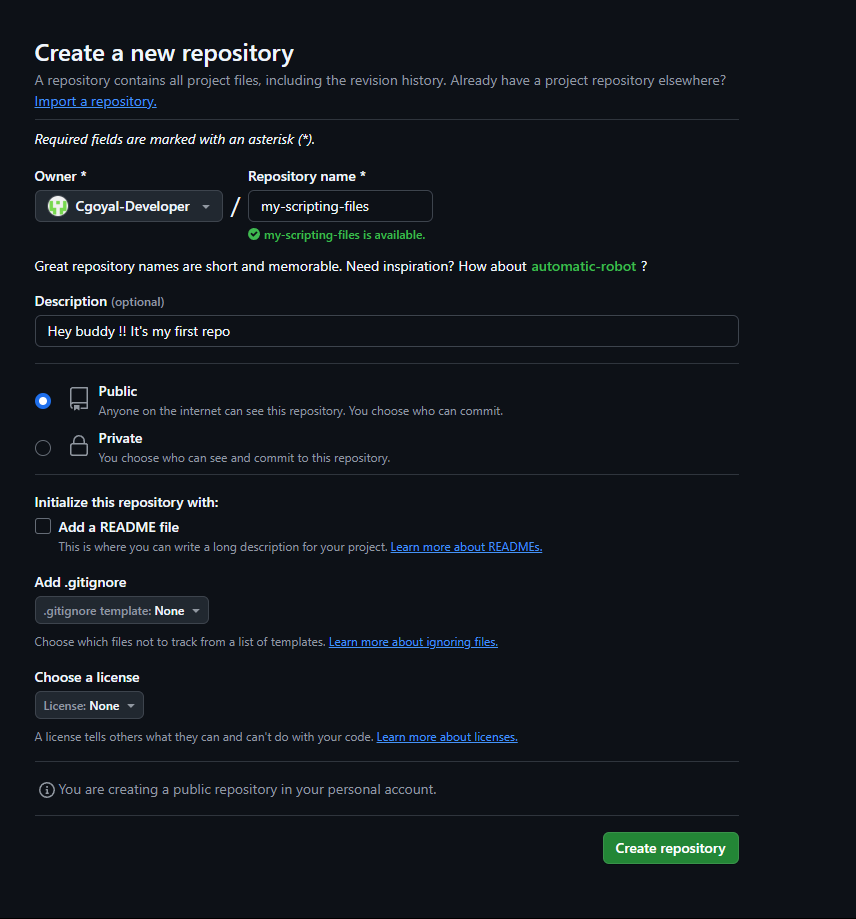 Create a new repository
A repository contains all project files, including the revision history. Already have a project repository elsewhere?
Import a repository.
Required fields are marked with an asterisk (*).
Owner * Repository name *
Cgoyal-Developer / my-scripting-files
my-scripting-files is available.
Great repository names are short and memorable. Need inspiration? How about automatic-robot ?
Description (optional)
Hey buddy !! It's my first repo
Public
Anyone on the internet can see this repository. You choose who can commit.
Private
You choose who can see and commit to this repository.
Initialize this repository with:
Add a README file
This is where you can write a long description for your project. Learn more about READMEs.
Add .gitignore
.gitignore template: None
Choose which files not to track from a list of templates. Learn more about ignoring files.
Choose a license
License: None
A license tells others what they can and can't do with your code. Learn more about licenses.
You are creating a public repository in your personal account.
Create repository